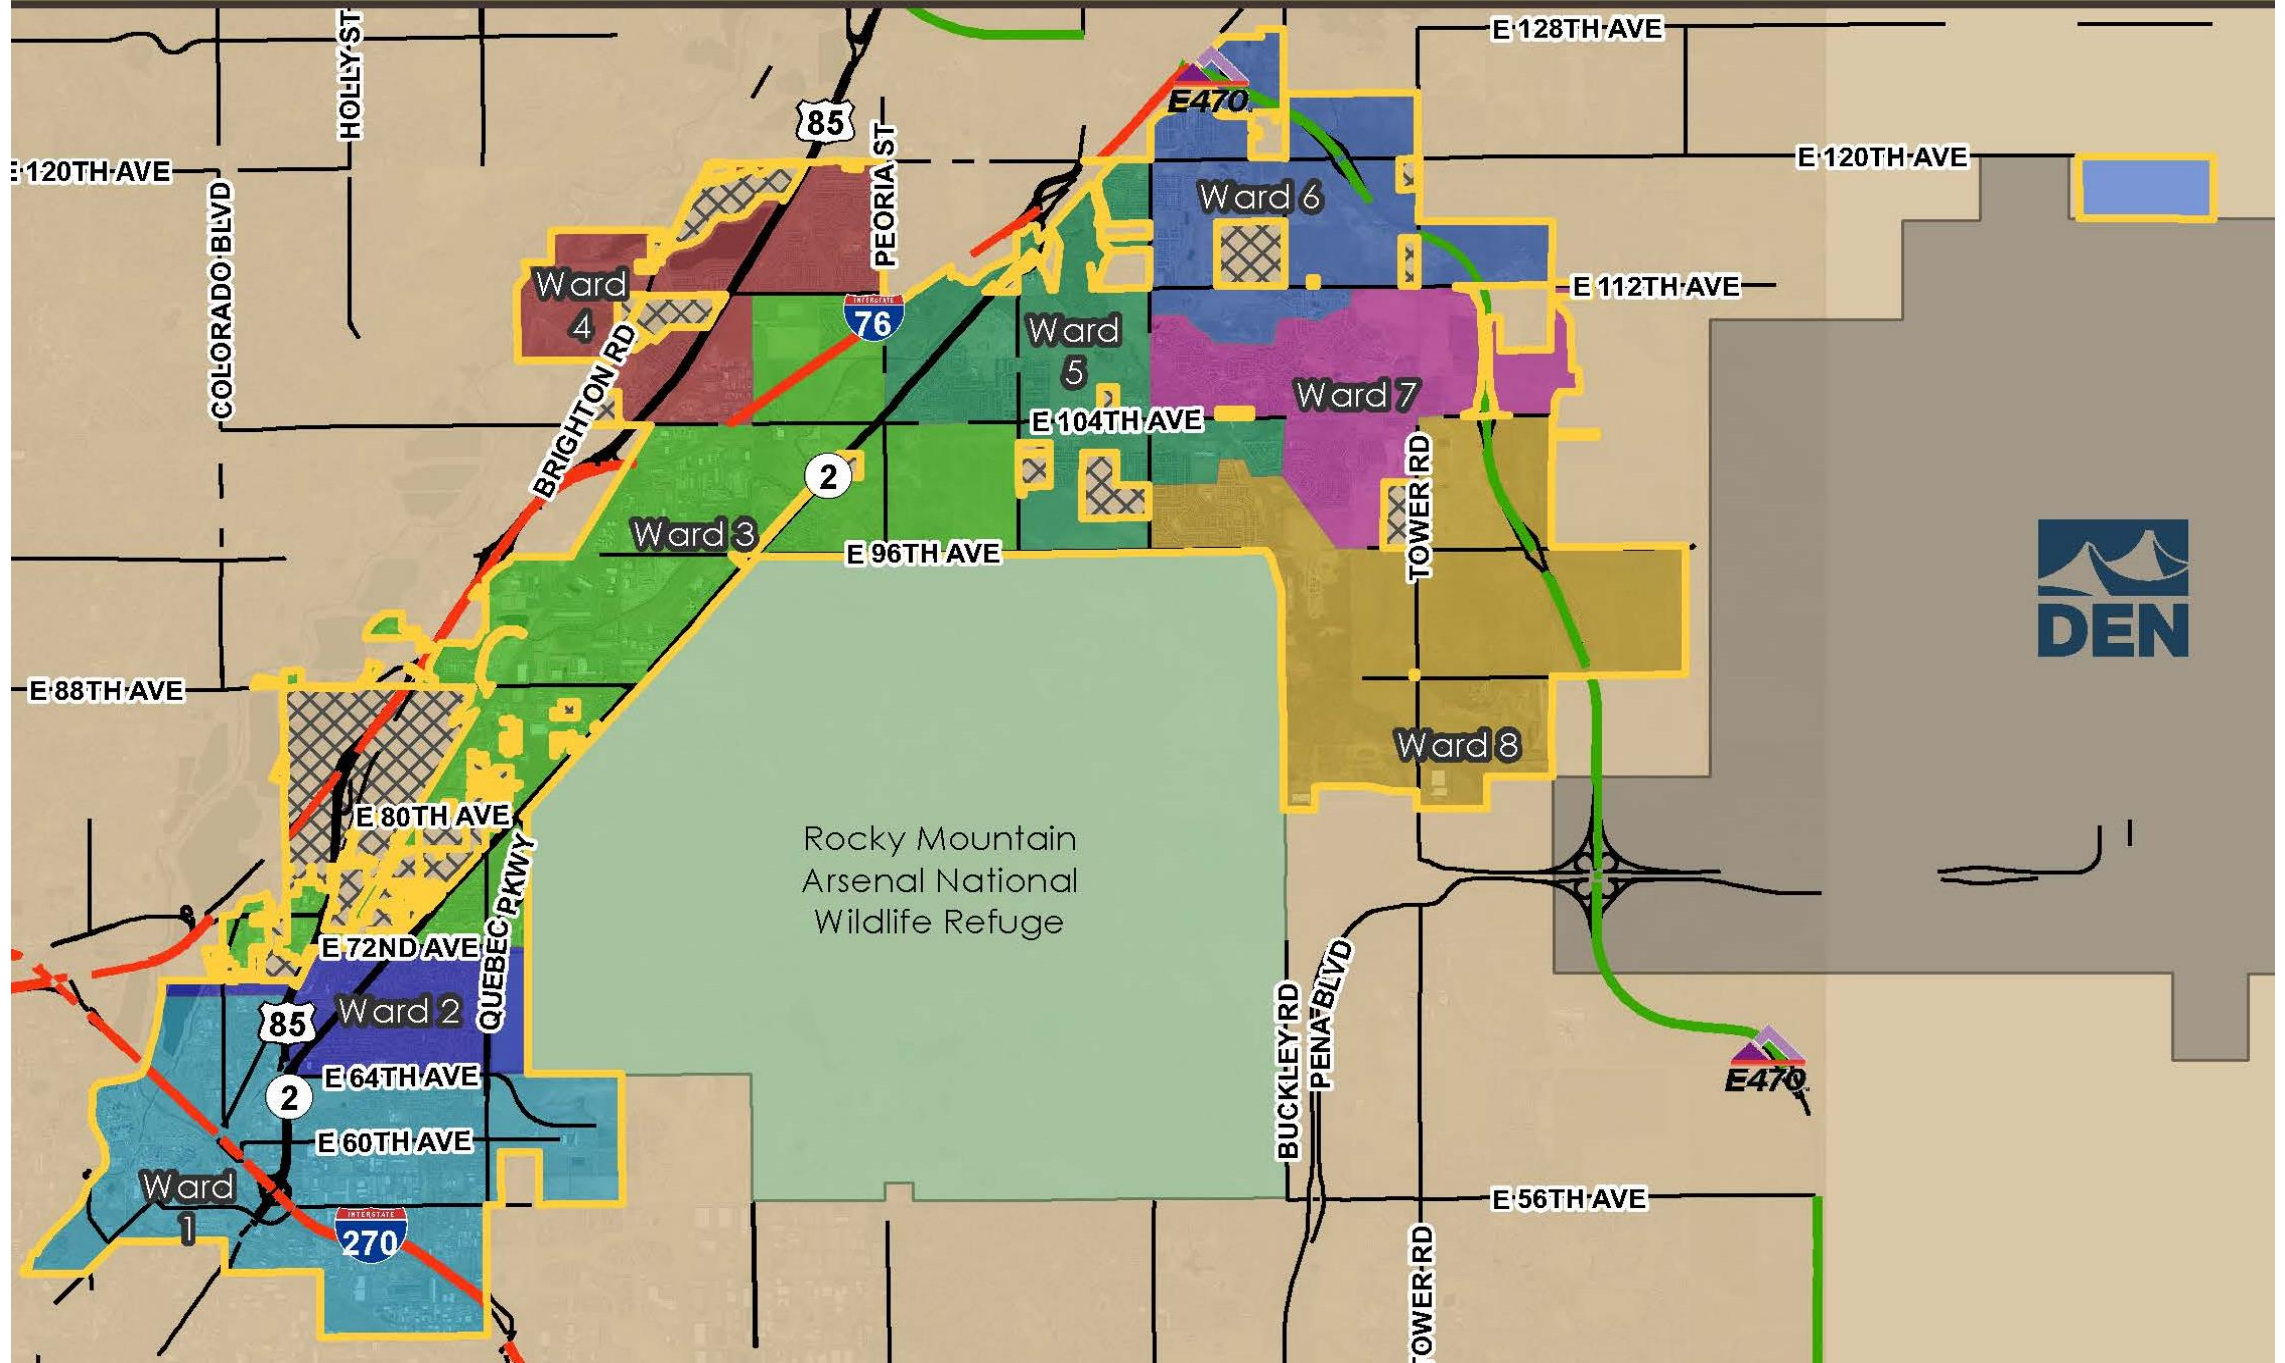 E 128TH AVE
HOLLY ST
E470
85
PEORIA ST
E 120TH AVE
E 120TH AVE
COLORADO BLVD
Ward 6
Ward
4
E 112TH AVE
INTERSTATE
76
Ward
5
BRIGHTON RD
Ward 7
E 104TH AVE
TOWER RD
2
Ward 3
E 96TH AVE
DEN
E 88TH AVE
Ward 8
E 80TH AVE
Rocky Mountain
Arsenal National
Wildlife Refuge
QUEBEC PKWY
E 72ND AVE
Ward 2
85
BUCKLEY RD
PENA BLVD
E 64TH AVE
E470
2
E 60TH AVE
Ward
1
E 56TH AVE
INTERSTATE
270
TOWER RD